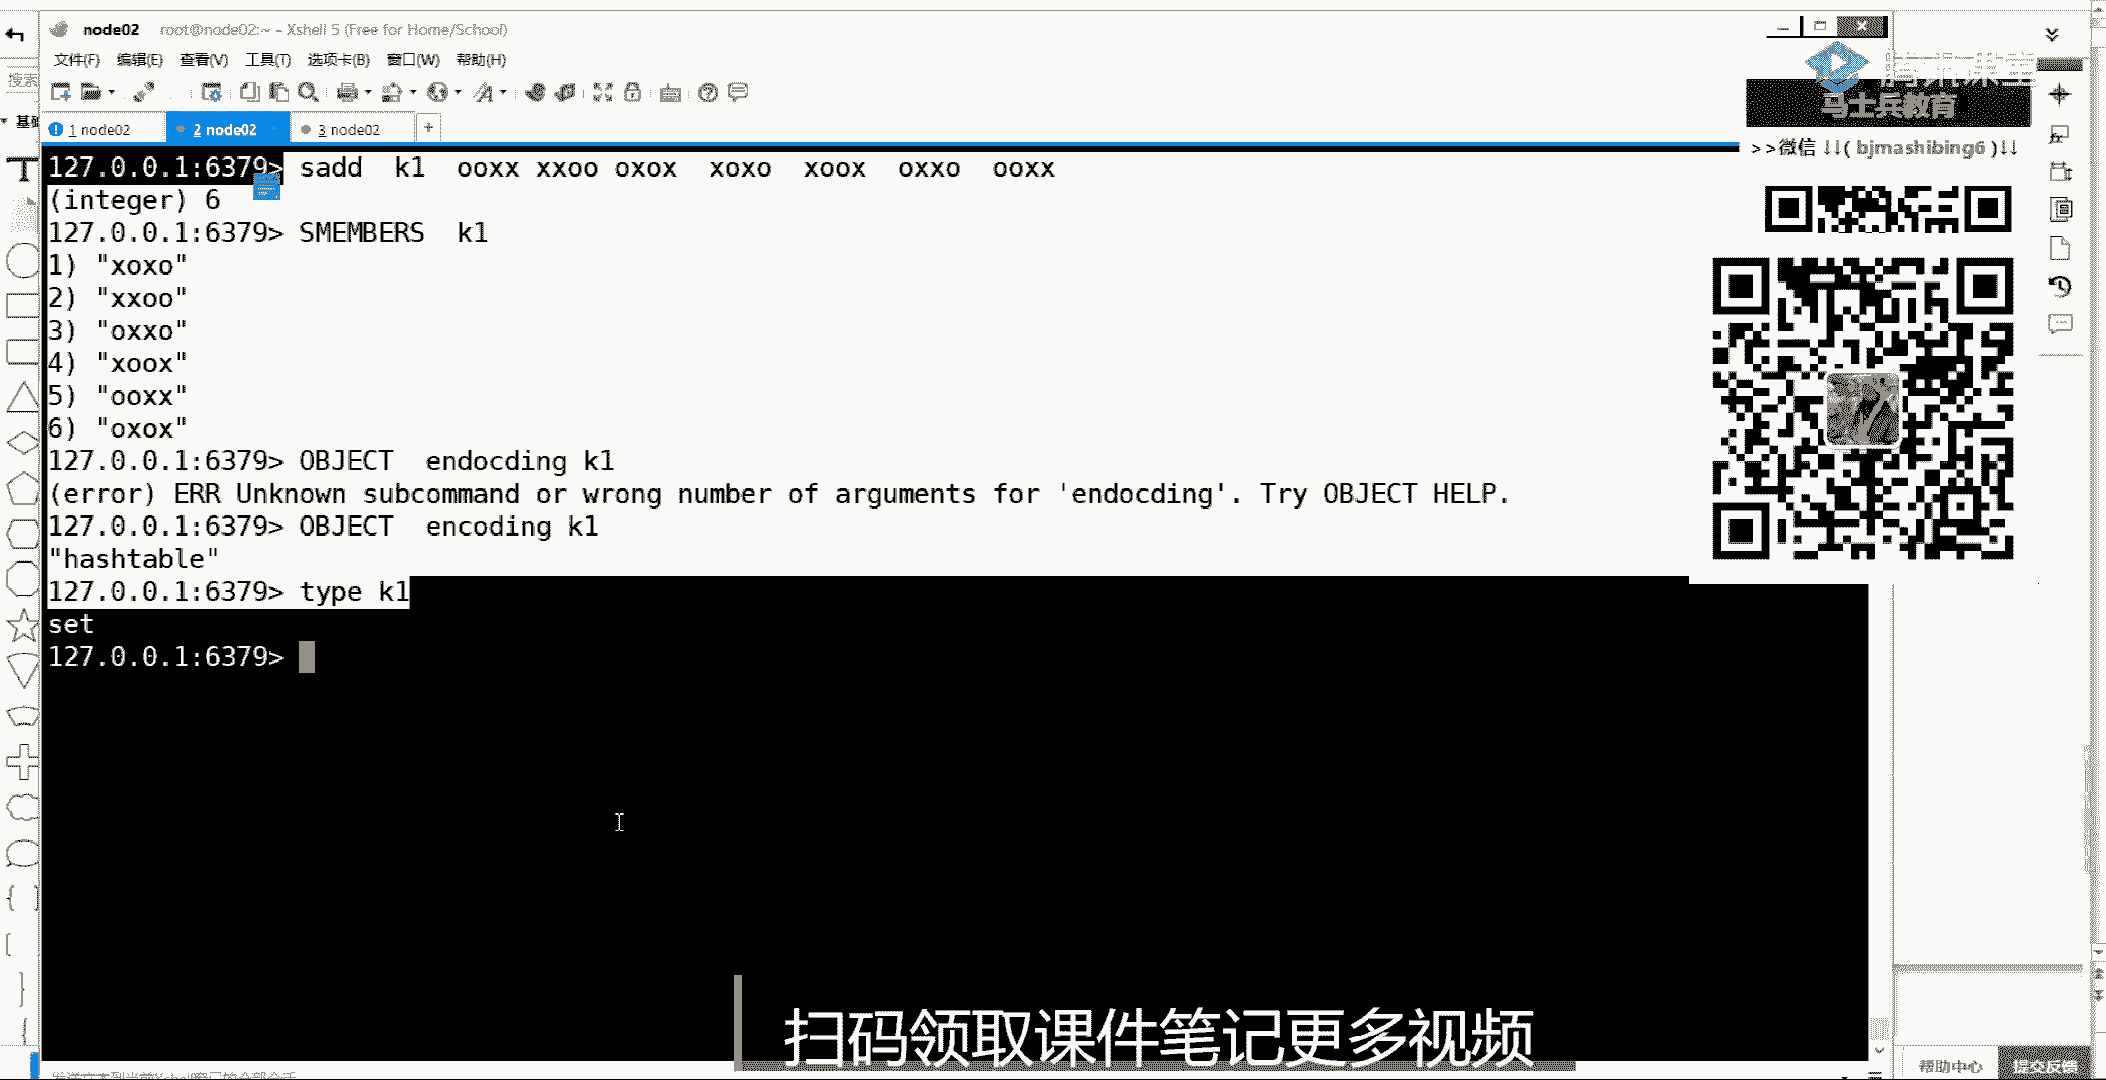 node02 root@node02:~ - Xshell 5 (Free for Home/School)
文件(F) 编辑(E) 查看(V) 工具(T) 选项卡(B) 窗口(W) 帮助(H)
搜索
基础
1 node02 2 node02 3 node02 +
马士兵教育
>>微信 ↓↓( bjmashibing6 )↓↓
127.0.0.1:6379> sadd  k1  ooxx xxoo oxox  xoxo  xoox  oxxo  ooxx
(integer) 6
127.0.0.1:6379> SMEMBERS  k1
1) "xoxo"
2) "xxoo"
3) "oxxo"
4) "xoox"
5) "ooxx"
6) "oxox"
127.0.0.1:6379> OBJECT  endocding k1
(error) ERR Unknown subcommand or wrong number of arguments for 'endocding'. Try OBJECT HELP.
127.0.0.1:6379> OBJECT  encoding k1
"hashtable"
127.0.0.1:6379> type k1
set
127.0.0.1:6379>
扫码领取课件笔记更多视频
帮助中心 提交反馈